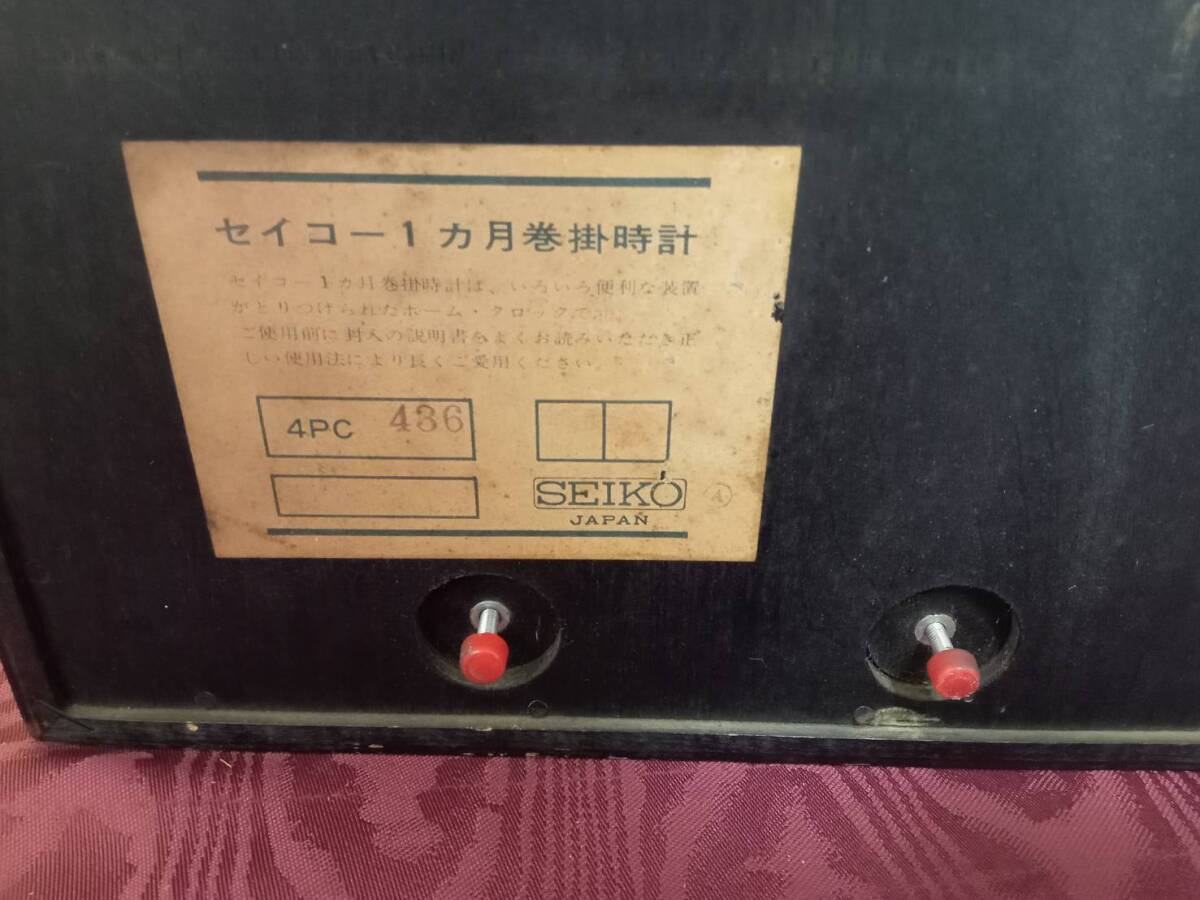 セイコー1カ月巻掛時計
セイコー1カ月巻掛時計は、いろいろ便利な装置
がとりつけられたホーム・クロックです。
ご使用前に封入の説明書をよくお読みいただき正
しい使用法により長くご愛用ください。
4PC 436
SEIKO
JAPAN
A